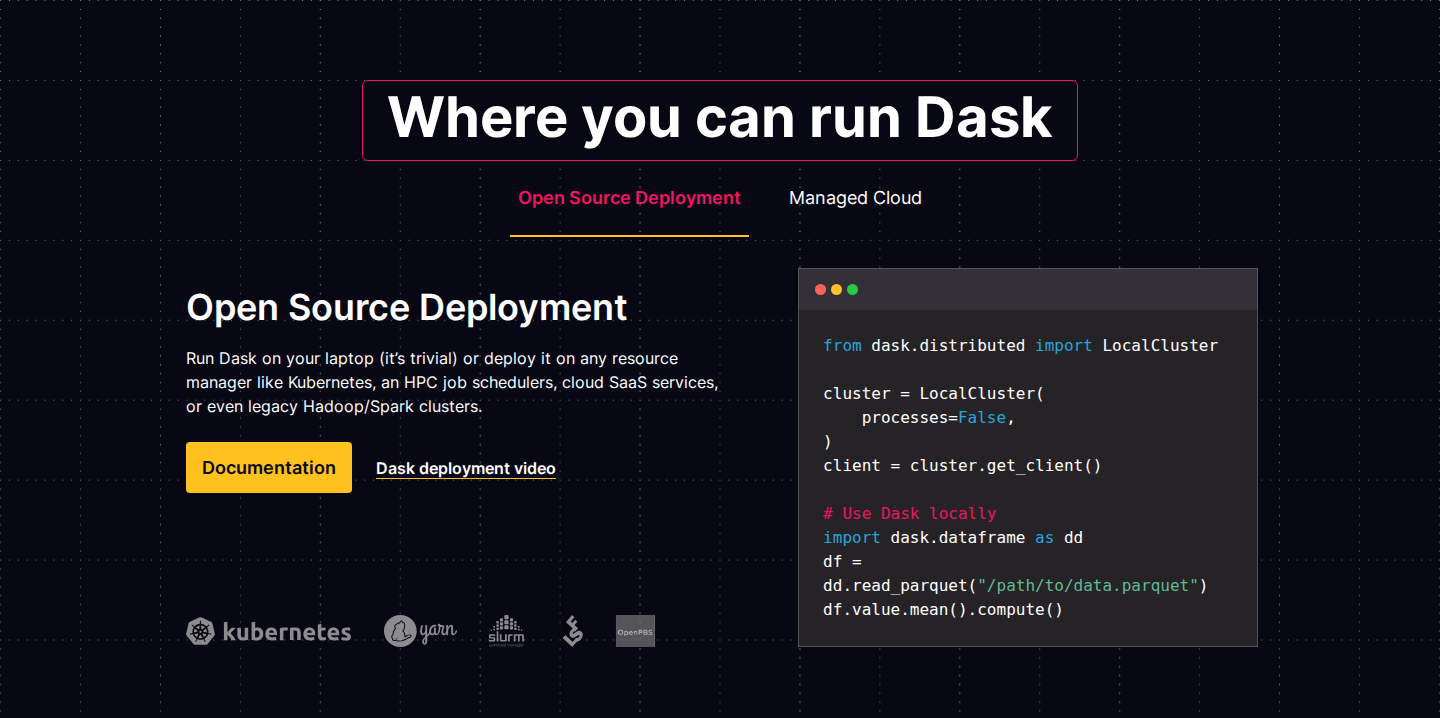 Where you can run Dask
Open Source Deployment
Managed Cloud
Open Source Deployment
Run Dask on your laptop (it’s trivial) or deploy it on any resource
manager like Kubernetes, an HPC job schedulers, cloud SaaS services,
or even legacy Hadoop/Spark clusters.
Documentation
Dask deployment video
kubernetes
yarn
slurm
workload manager
OpenPBS
from dask.distributed import LocalCluster
cluster = LocalCluster(
    processes=False,
)
client = cluster.get_client()
# Use Dask locally
import dask.dataframe as dd
df =
dd.read_parquet("/path/to/data.parquet")
df.value.mean().compute()